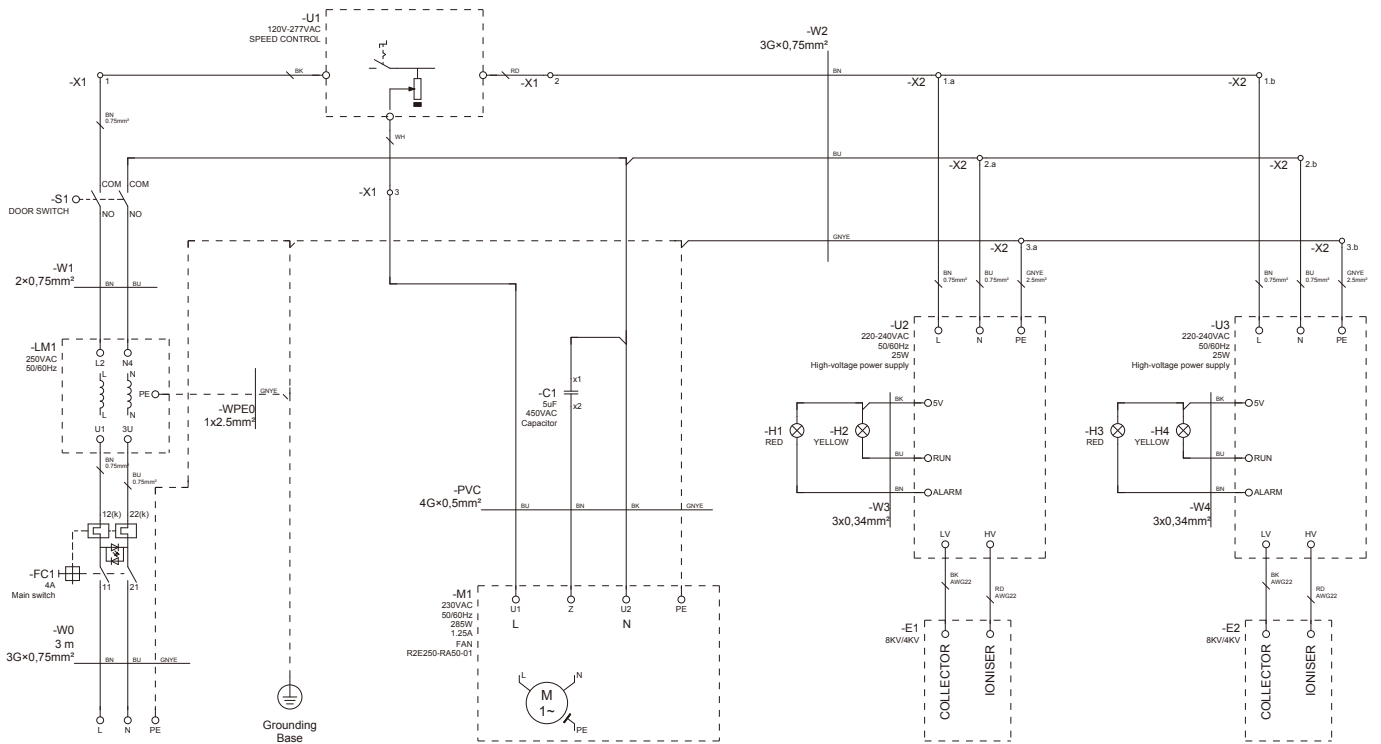 -U1
120V-277VAC
SPEED CONTROL
-W2
3G×0,75mm²
-X1
1
BK
RD
-X1
2
BN
-X2
1.a
-X2
1.b
BN
0.75mm²
WH
BU
-X2
2.a
-X2
2.b
COM
COM
-S1
DOOR SWITCH
NO
NO
-X1
3
GNYE
-X2
3.a
-X2
3.b
-W1
2×0,75mm²
BN
BU
BN
0.75mm²
BU
0.75mm²
GNYE
2.5mm²
BN
0.75mm²
BU
0.75mm²
GNYE
2.5mm²
-LM1
250VAC
50/60Hz
L2
N4
L
N
L
N
PE
U1
3U
GNYE
-WPE0
1x2.5mm²
-U2
220-240VAC
50/60Hz
25W
High-voltage power supply
L
N
PE
-U3
220-240VAC
50/60Hz
25W
High-voltage power supply
L
N
PE
x1
-C1
5uF
450VAC
Capacitor
x2
BK
5V
-H1
RED
-H2
YELLOW
BU
RUN
BN
ALARM
-W3
3x0,34mm²
BK
5V
-H3
RED
-H4
YELLOW
BU
RUN
BN
ALARM
-W4
3x0,34mm²
BN
0.75mm²
BU
0.75mm²
12(k)
22(k)
-FC1
4A
Main switch
11
21
-PVC
4G×0,5mm²
BU
BN
BK
GNYE
LV
HV
BK
AWG22
RD
AWG22
LV
HV
BK
AWG22
RD
AWG22
-W0
3 m
3G×0,75mm²
BN
BU
GNYE
L
N
PE
Grounding
Base
-M1
230VAC
50/60Hz
285W
1.25A
FAN
R2E250-RA50-01
U1
L
Z
U2
N
PE
L
N
M
1~
PE
-E1
8KV/4KV
COLLECTOR
IONISER
-E2
8KV/4KV
COLLECTOR
IONISER